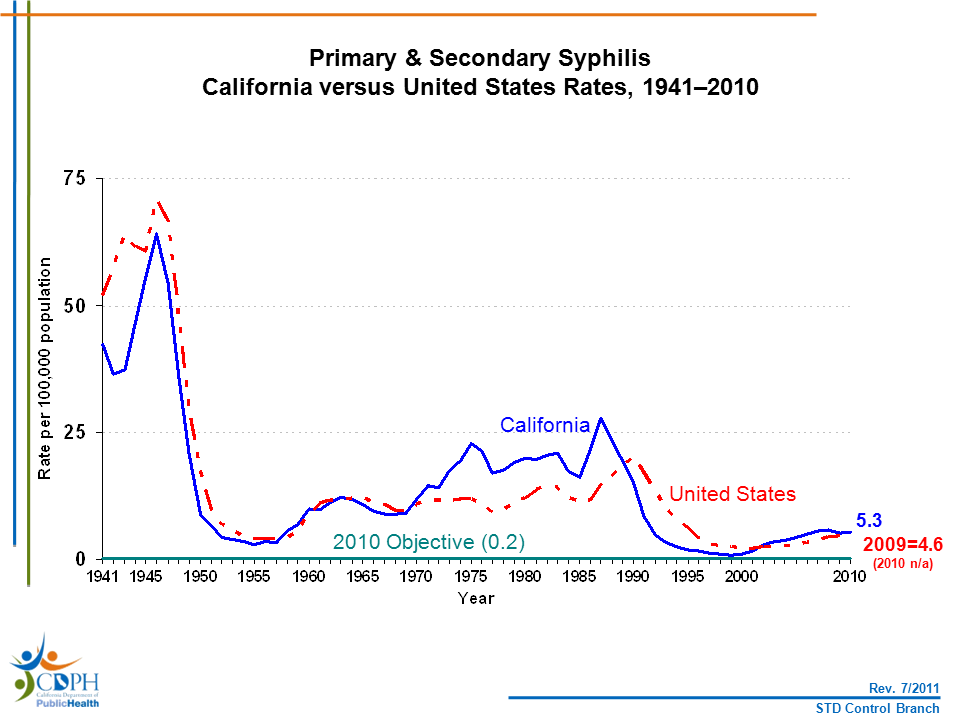 Primary & Secondary Syphilis
California versus United States Rates, 1941–2010
75
50
25
0
Rate per 100,000 population
California
United States
2010 Objective (0.2)
5.3
2009=4.6
(2010 n/a)
1941 1945 1950 1955 1960 1965 1970 1975 1980 1985 1990 1995 2000 2010
Year
CDPH
California Department of
PublicHealth
Rev. 7/2011
STD Control Branch